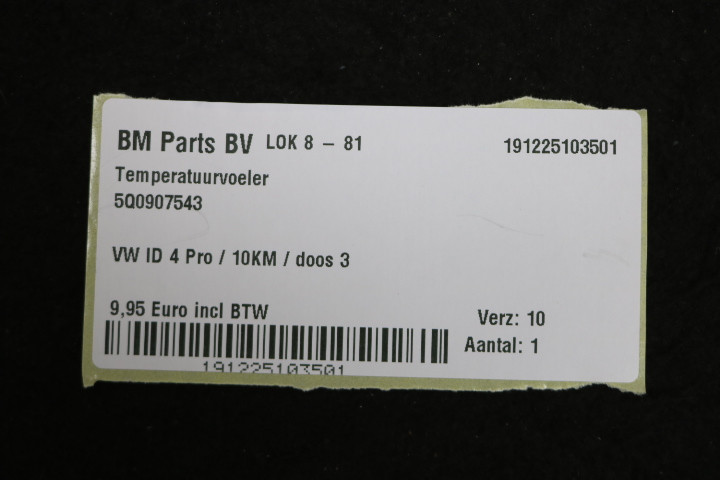 BM Parts BV LOK 8 – 81 191225103501
Temperatuurvoeler
5Q0907543
VW ID 4 Pro / 10KM / doos 3
9,95 Euro incl BTW Verz: 10
Aantal: 1
191225103501